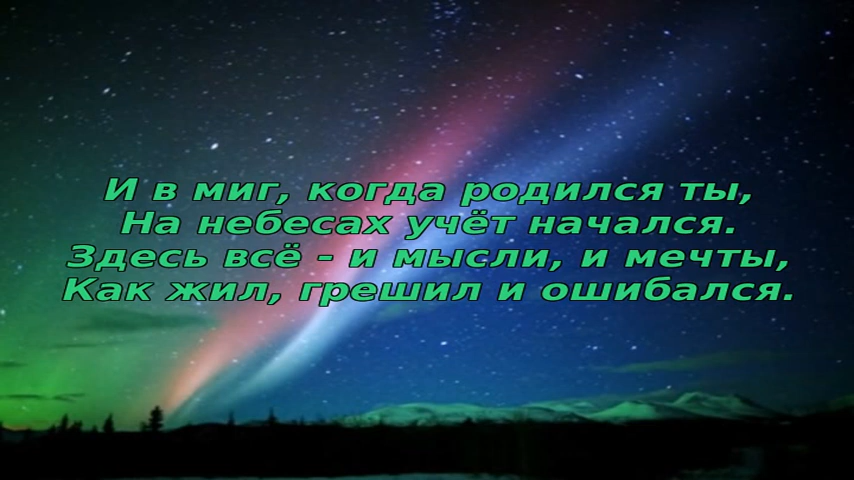 И в миг, когда родился ты,
На небесах учёт начался.
Здесь всё - и мысли, и мечты,
Как жил, грешил и ошибался.